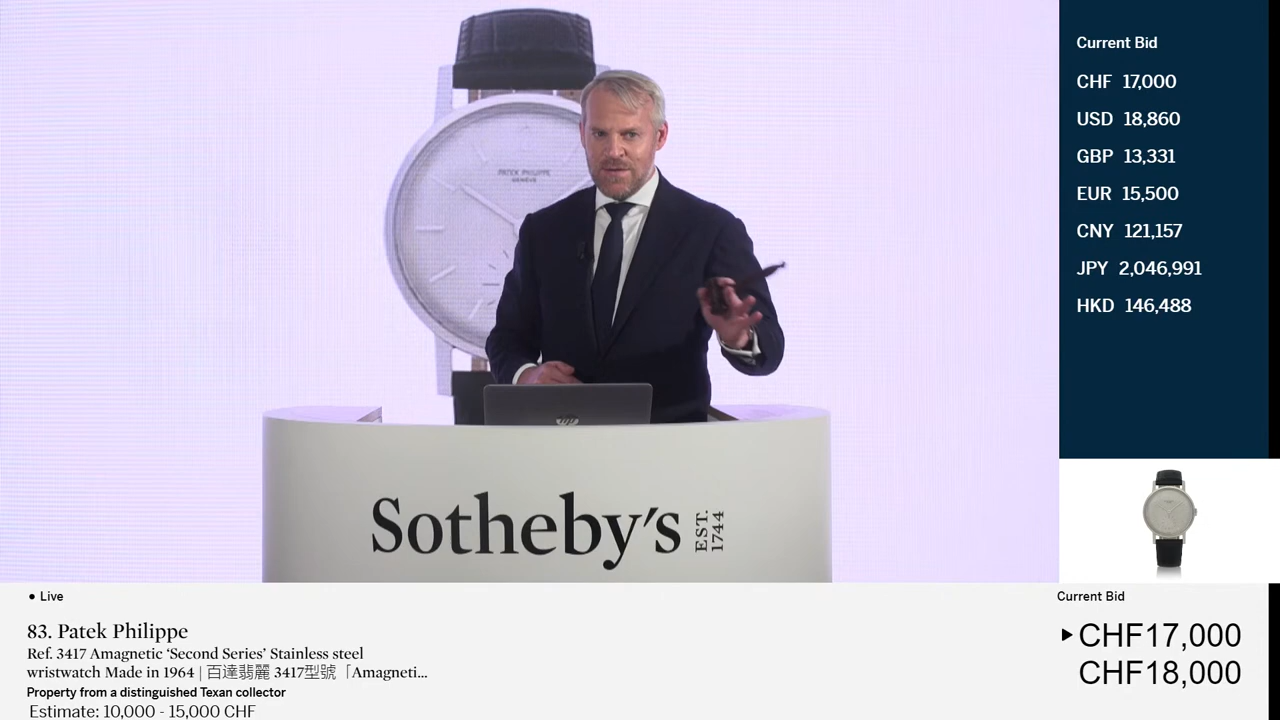 PATEK PHILIPPE
GENEVE
Sotheby's
EST.
1744
Current Bid
CHF 17,000
USD 18,860
GBP 13,331
EUR 15,500
CNY 121,157
JPY 2,046,991
HKD 146,488
• Live
83. Patek Philippe
Ref. 3417 Amagnetic ‘Second Series’ Stainless steel
wristwatch Made in 1964 | 百達翡麗 3417型號「Amagneti...
Property from a distinguished Texan collector
Estimate: 10,000 - 15,000 CHF
Current Bid
CHF17,000
CHF18,000